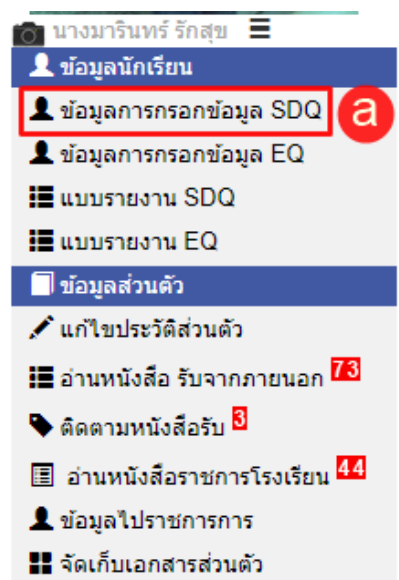 นางมารินทร์ รักสุข
ข้อมูลนักเรียน
ข้อมูลการกรอกข้อมูล SDQ a
ข้อมูลการกรอกข้อมูล EQ
แบบรายงาน SDQ
แบบรายงาน EQ
ข้อมูลส่วนตัว
แก้ไขประวัติส่วนตัว
อ่านหนังสือ รับจากภายนอก 73
ติดตามหนังสือรับ 3
อ่านหนังสือราชการโรงเรียน 44
ข้อมูลไปราชการการ
จัดเก็บเอกสารส่วนตัว